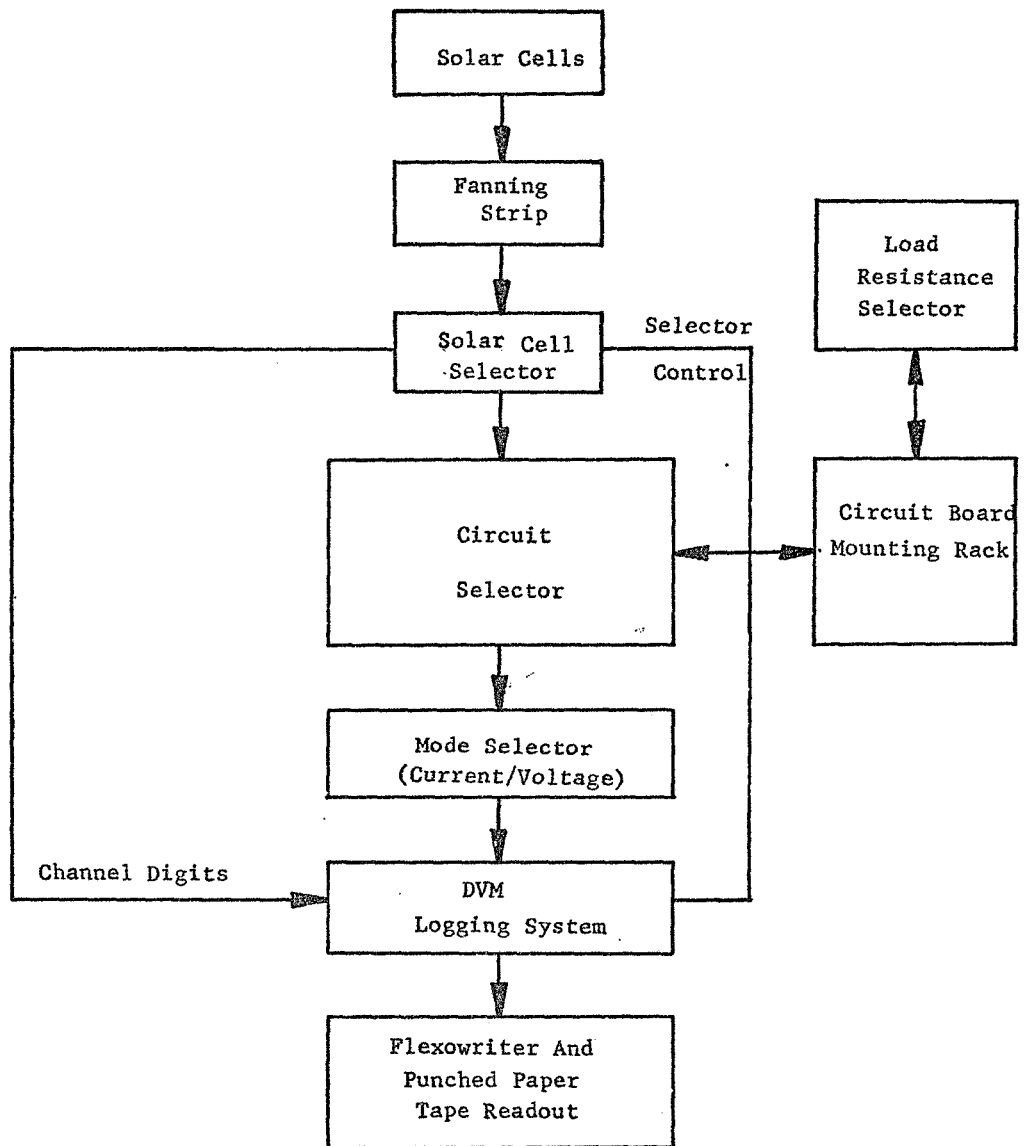 Solar Cells
Fanning
Strip
Load
Resistance
Selector
Solar Cell
Selector
Selector
Control
Circuit
Selector
Circuit Board
Mounting Rack
Mode Selector
(Current/Voltage)
Channel Digits
DVM
Logging System
Flexowriter And
Punched Paper
Tape Readout